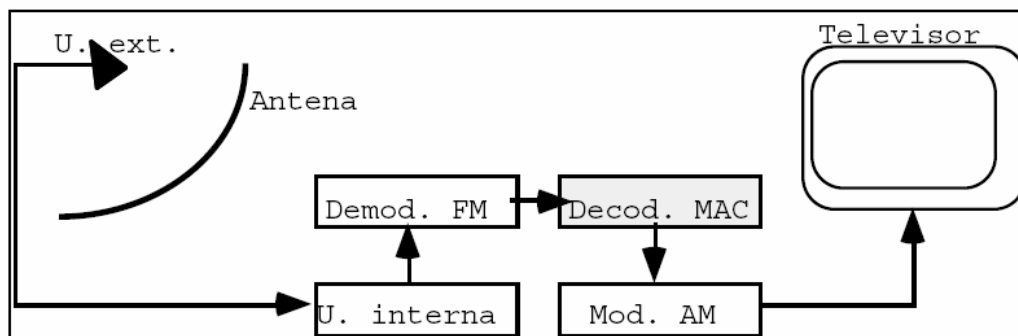 U. ext.
Televisor
Antena
Demod. FM
Decod. MAC
U. interna
Mod. AM